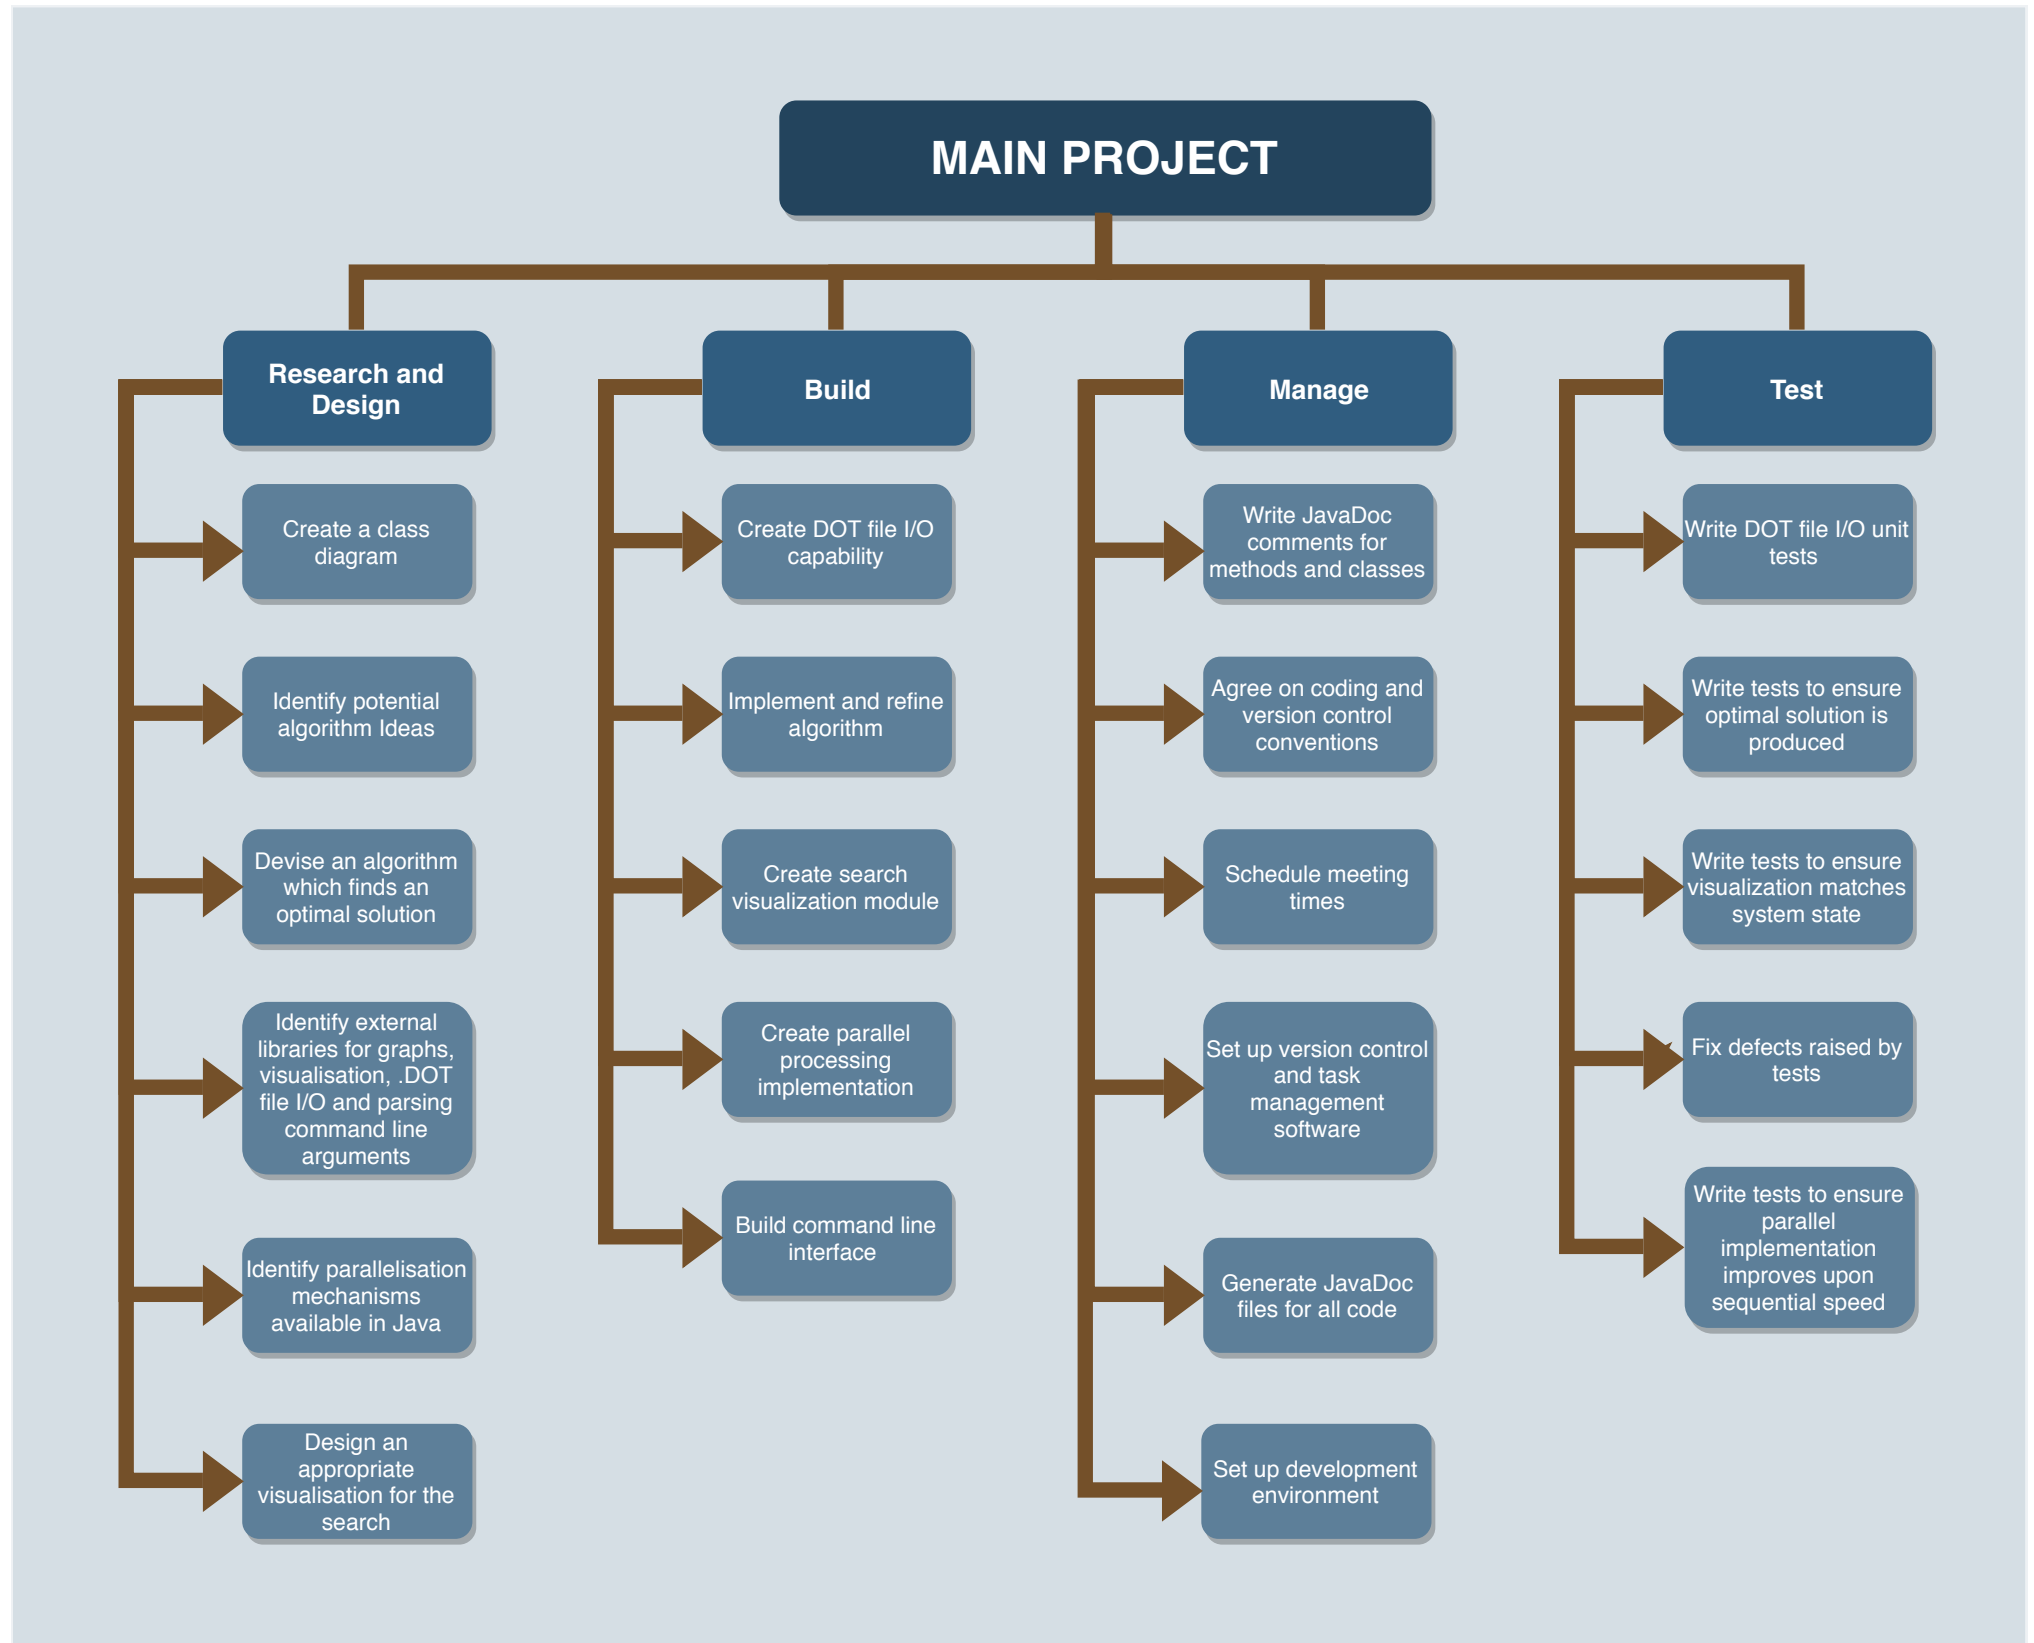 MAIN PROJECT
Research and
Design
Create a class
diagram
Identify potential
algorithm Ideas
Devise an algorithm
which finds an
optimal solution
Identify external
libraries for graphs,
visualisation, .DOT
file I/O and parsing
command line
arguments
Identify parallelisation
mechanisms
available in Java
Design an
appropriate
visualisation for the
search
Build
Create DOT file I/O
capability
Implement and refine
algorithm
Create search
visualization module
Create parallel
processing
implementation
Build command line
interface
Manage
Write JavaDoc
comments for
methods and classes
Agree on coding and
version control
conventions
Schedule meeting
times
Set up version control
and task
management
software
Generate JavaDoc
files for all code
Set up development
environment
Test
Write DOT file I/O unit
tests
Write tests to ensure
optimal solution is
produced
Write tests to ensure
visualization matches
system state
Fix defects raised by
tests
Write tests to ensure
parallel
implementation
improves upon
sequential speed